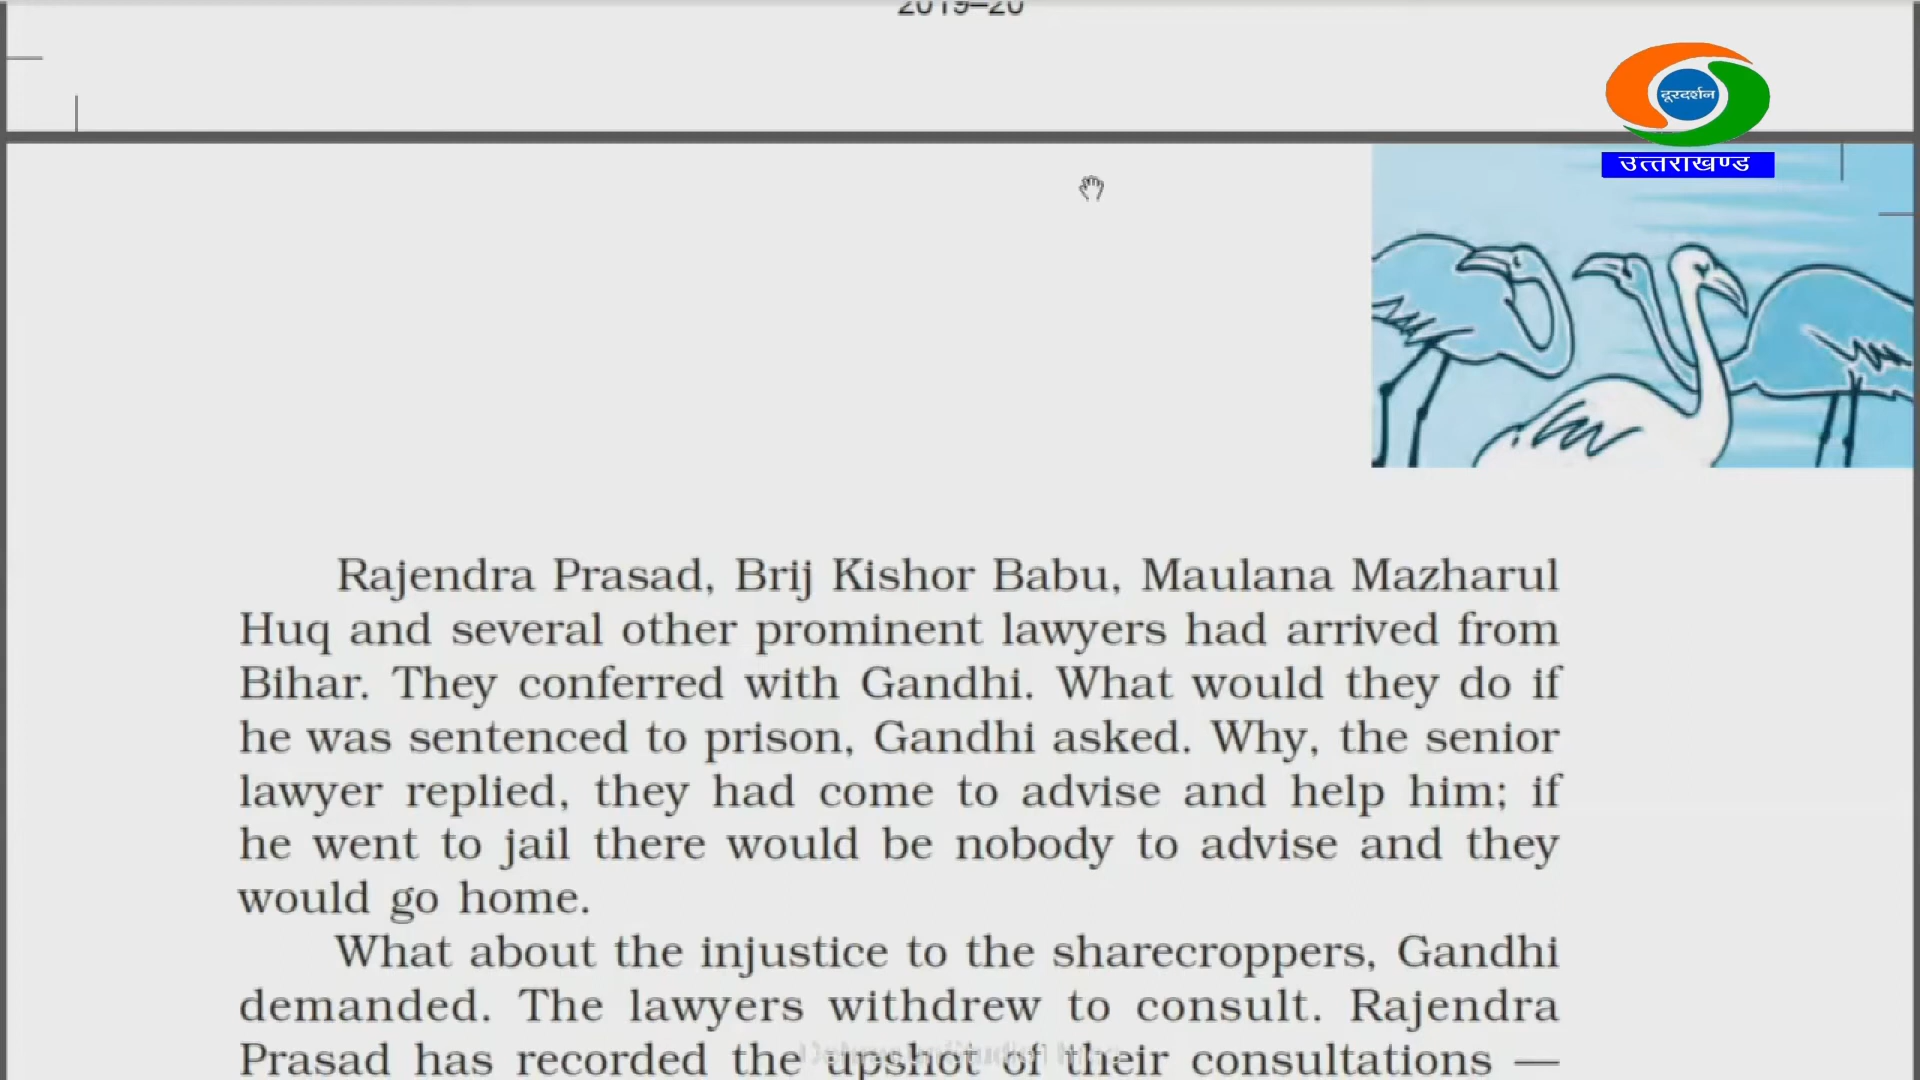 2019–20
दूरदर्शन
उत्तराखण्ड
Rajendra Prasad, Brij Kishor Babu, Maulana Mazharul
Huq and several other prominent lawyers had arrived from
Bihar. They conferred with Gandhi. What would they do if
he was sentenced to prison, Gandhi asked. Why, the senior
lawyer replied, they had come to advise and help him; if
he went to jail there would be nobody to advise and they
would go home.
What about the injustice to the sharecroppers, Gandhi
demanded. The lawyers withdrew to consult. Rajendra
Prasad has recorded the upshot of their consultations —